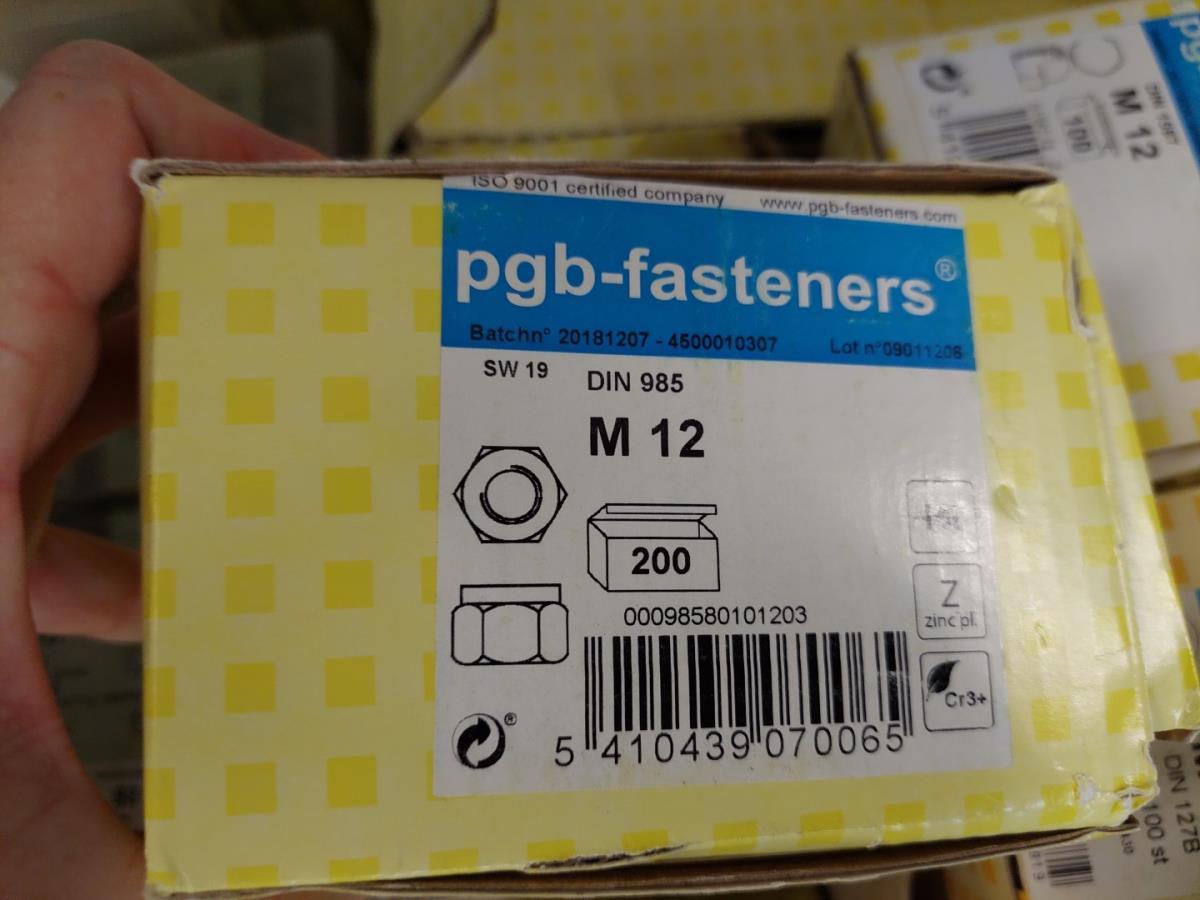 ISO 9001 certified company www.pgb-fasteners.com
pgb-fasteners®
Batchn° 20181207 - 4500010307 Lot n°09011206
SW 19 DIN 985
M 12
200
00098580101203
5 410439 070065
®
Z
zinc pl.
Cr3+
M 12
100
DIN 127B
100 st